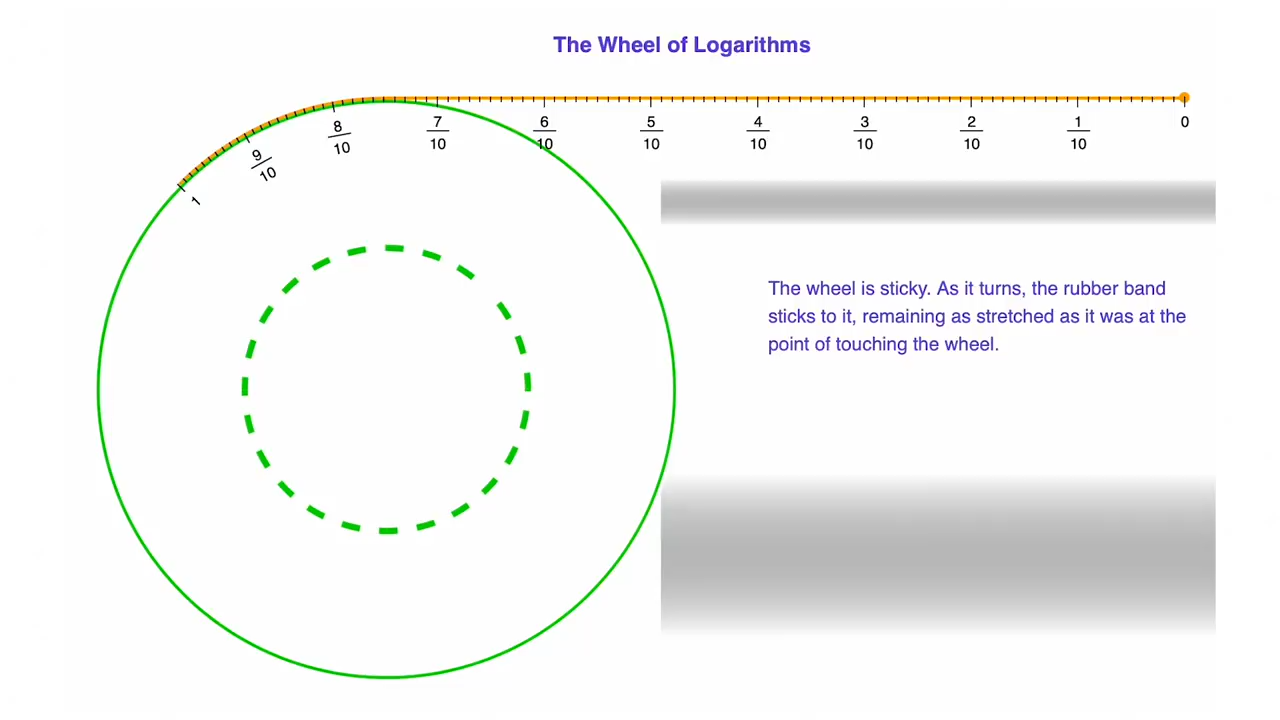 The Wheel of Logarithms
1
9/10
8/10
7/10
6/10
5/10
4/10
3/10
2/10
1/10
0
The wheel is sticky. As it turns, the rubber band
sticks to it, remaining as stretched as it was at the
point of touching the wheel.